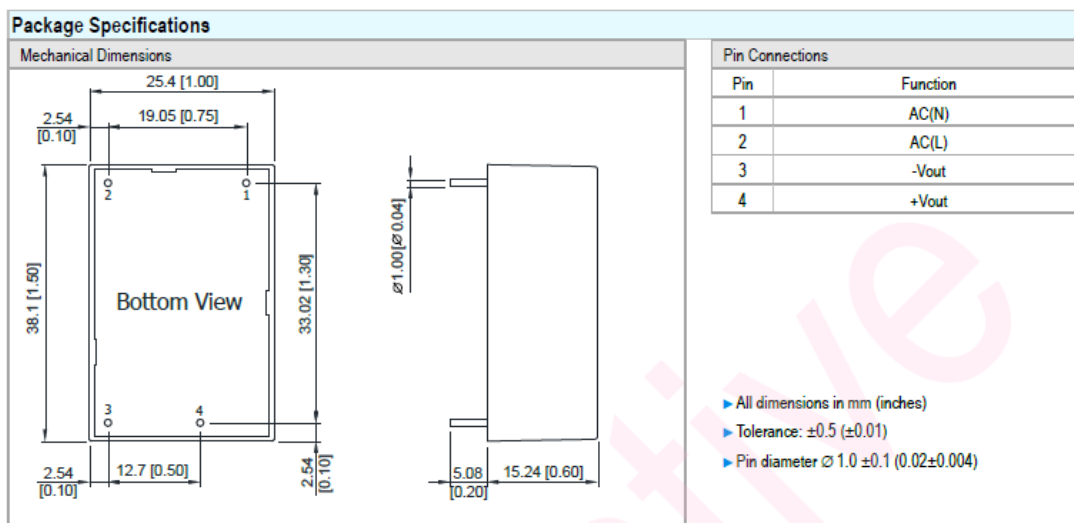 Package Specifications
Mechanical Dimensions
25.4 [1.00]
2.54
[0.10]
19.05 [0.75]
2
1
38.1 [1.50]
Bottom View
33.02 [1.30]
3
4
2.54
[0.10]
12.7 [0.50]
2.54
[0.10]
Ø1.00[Ø0.04]
5.08
[0.20]
15.24 [0.60]
Pin Connections
Pin Function
1 AC(N)
2 AC(L)
3 -Vout
4 +Vout
►All dimensions in mm (inches)
►Tolerance: ±0.5 (±0.01)
►Pin diameter Ø 1.0 ±0.1 (0.02±0.004)